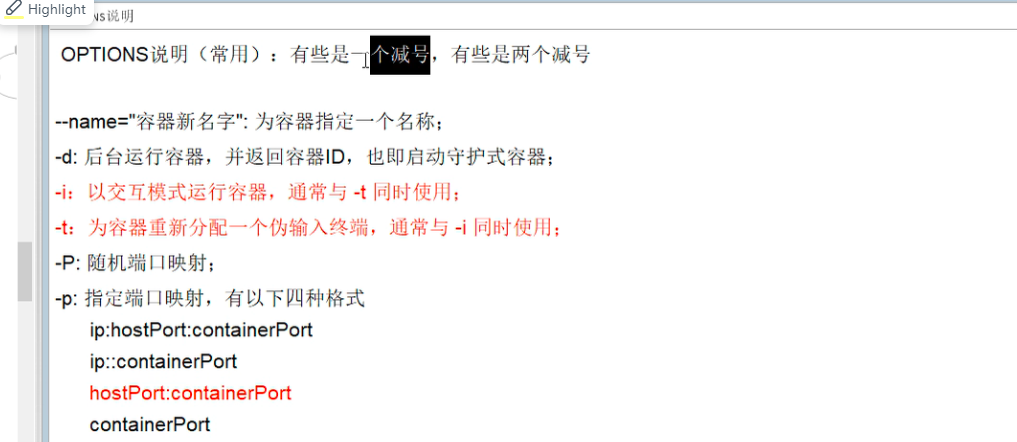 Highlight
NS说明
OPTIONS说明（常用）：有些是一个减号，有些是两个减号
--name="容器新名字": 为容器指定一个名称；
-d: 后台运行容器，并返回容器ID，也即启动守护式容器；
-i：以交互模式运行容器，通常与 -t 同时使用；
-t：为容器重新分配一个伪输入终端，通常与 -i 同时使用；
-P: 随机端口映射；
-p: 指定端口映射，有以下四种格式
ip:hostPort:containerPort
ip::containerPort
hostPort:containerPort
containerPort